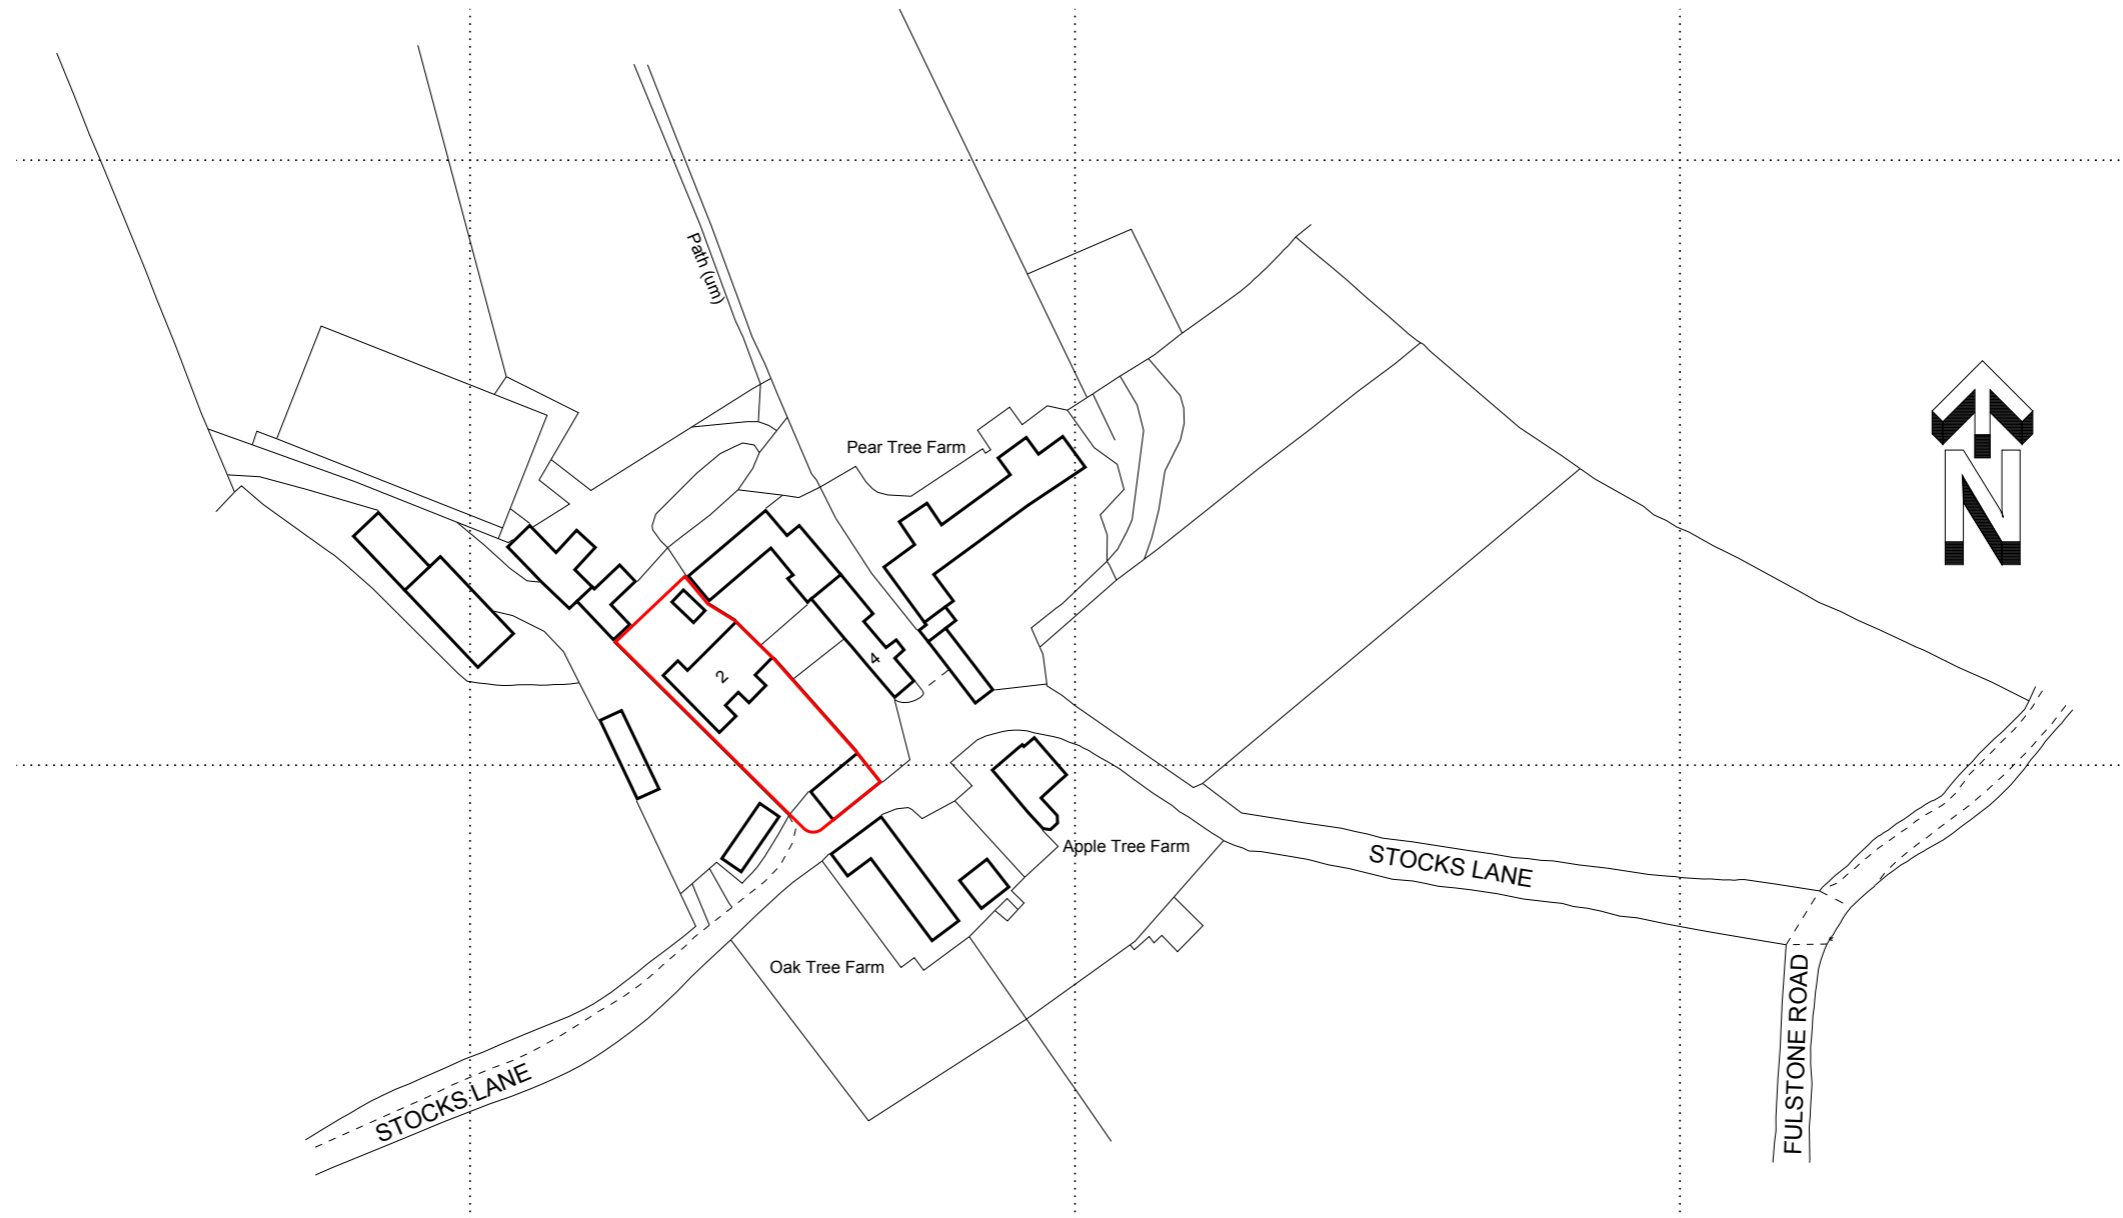 Path (um)
Pear Tree Farm
2
4
N
Apple Tree Farm
STOCKS LANE
Oak Tree Farm
STOCKS LANE
FULSTONE ROAD